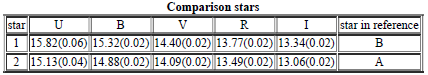 Comparison stars
star U B V R I star in reference
1 15.82(0.06) 15.32(0.02) 14.40(0.02) 13.77(0.02) 13.34(0.02) B
2 15.13(0.04) 14.88(0.02) 14.09(0.02) 13.49(0.02) 13.06(0.02) A